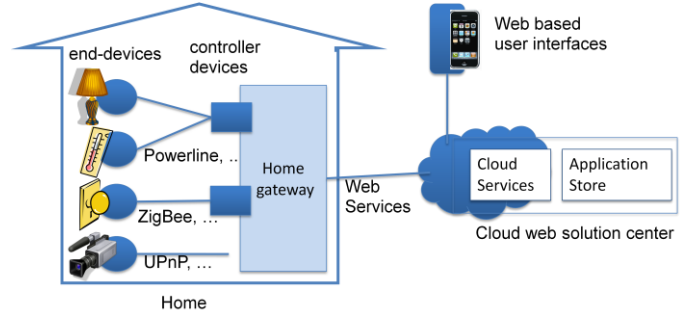 end-devices
controller
devices
Powerline, ..
ZigBee, …
UPnP, …
Home
gateway
Home
Web
Services
Web based
user interfaces
Cloud
Services
Application
Store
Cloud web solution center